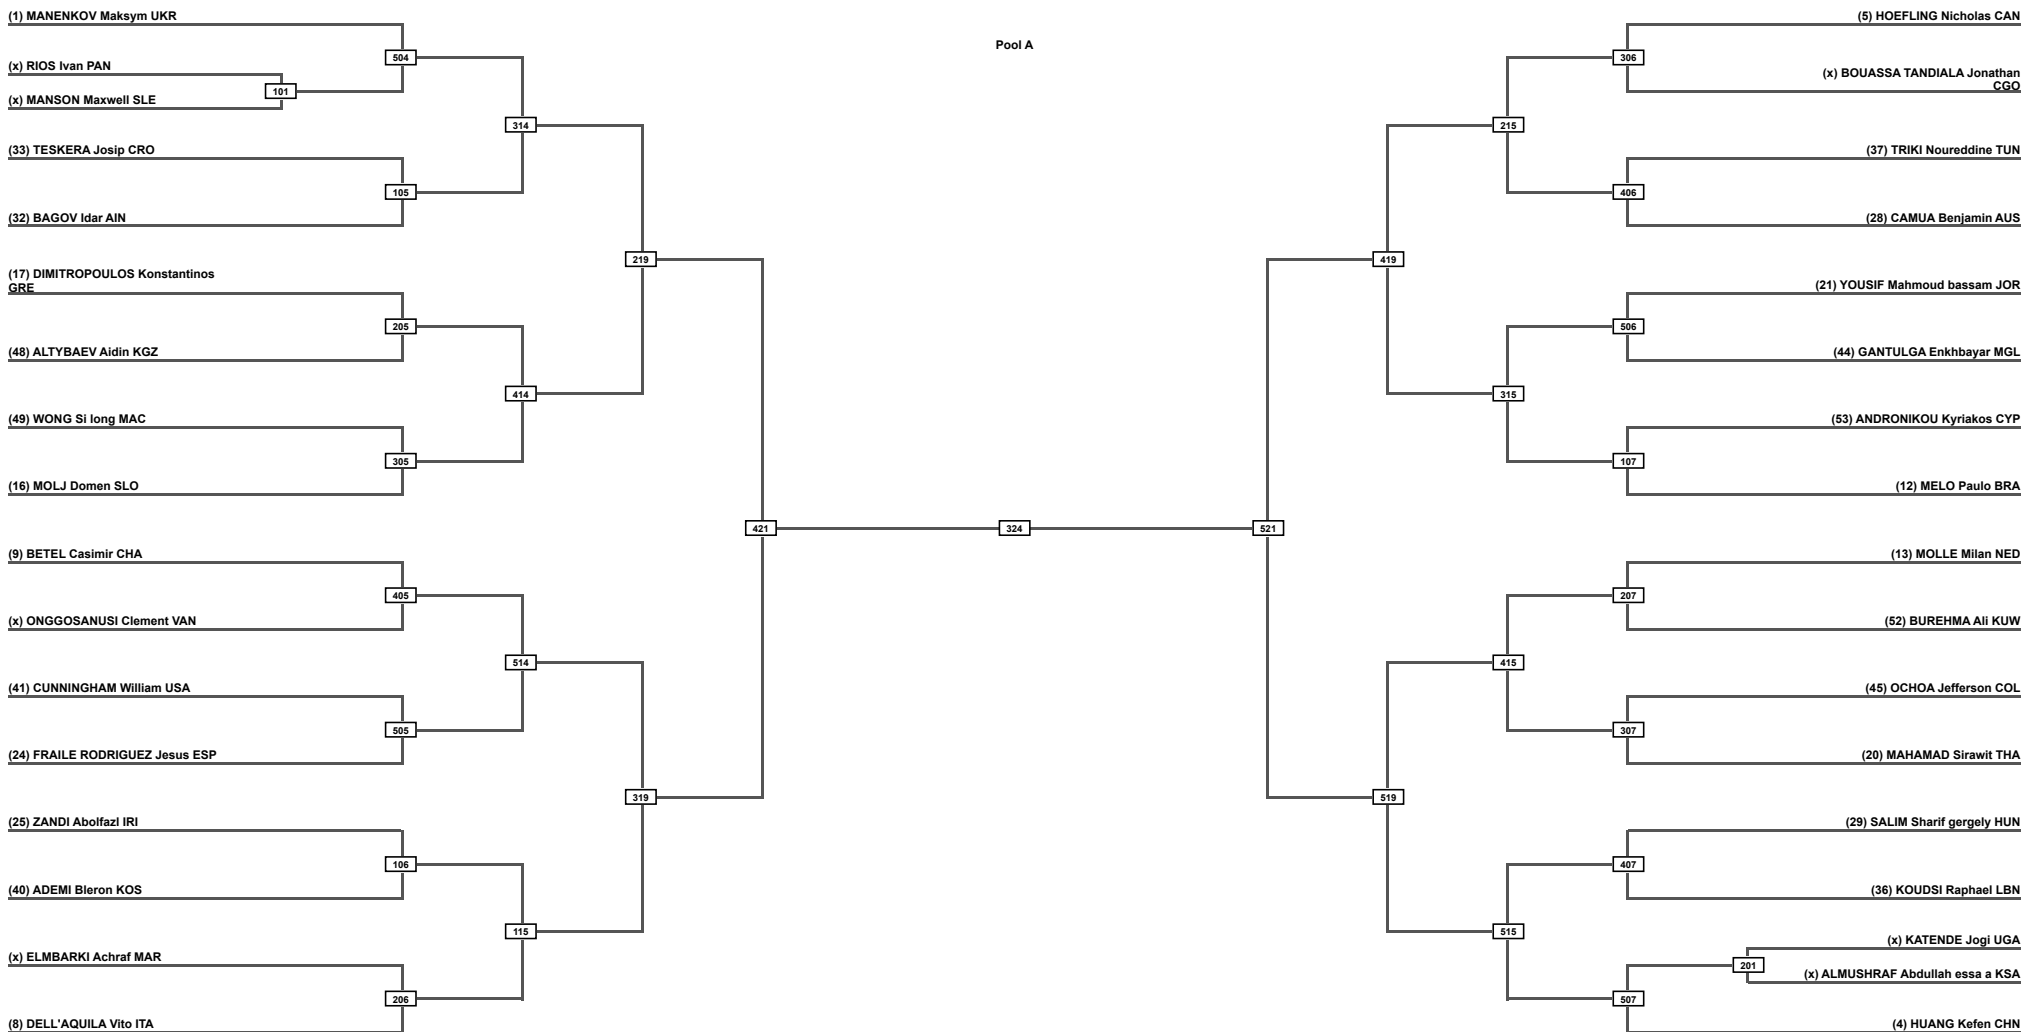 (1) MANENKOV Maksym UKR
504
(x) RIOS Ivan PAN
101
(x) MANSON Maxwell SLE
314
(33) TESKERA Josip CRO
105
(32) BAGOV Idar AIN
219
(17) DIMITROPOULOS Konstantinos
GRE
205
(48) ALTYBAEV Aidin KGZ
414
(49) WONG Si long MAC
305
(16) MOLJ Domen SLO
421
(9) BETEL Casimir CHA
405
(x) ONGGOSANUSI Clement VAN
514
(41) CUNNINGHAM William USA
505
(24) FRAILE RODRIGUEZ Jesus ESP
319
(25) ZANDI Abolfazl IRI
106
(40) ADEMI Bleron KOS
115
(x) ELMBARKI Achraf MAR
206
(8) DELL'AQUILA Vito ITA
Pool A
324
(5) HOEFLING Nicholas CAN
306
(x) BOUASSA TANDIALA Jonathan
CGO
215
(37) TRIKI Noureddine TUN
406
(28) CAMUA Benjamin AUS
419
(21) YOUSIF Mahmoud bassam JOR
506
(44) GANTULGA Enkhbayar MGL
315
(53) ANDRONIKOU Kyriakos CYP
107
(12) MELO Paulo BRA
521
(13) MOLLE Milan NED
207
(52) BUREHMA Ali KUW
415
(45) OCHOA Jefferson COL
307
(20) MAHAMAD Sirawit THA
519
(29) SALIM Sharif gergely HUN
407
(36) KOUDSI Raphael LBN
515
(x) KATENDE Jogi UGA
201
(x) ALMUSHRAF Abdullah essa a KSA
507
(4) HUANG Kefen CHN